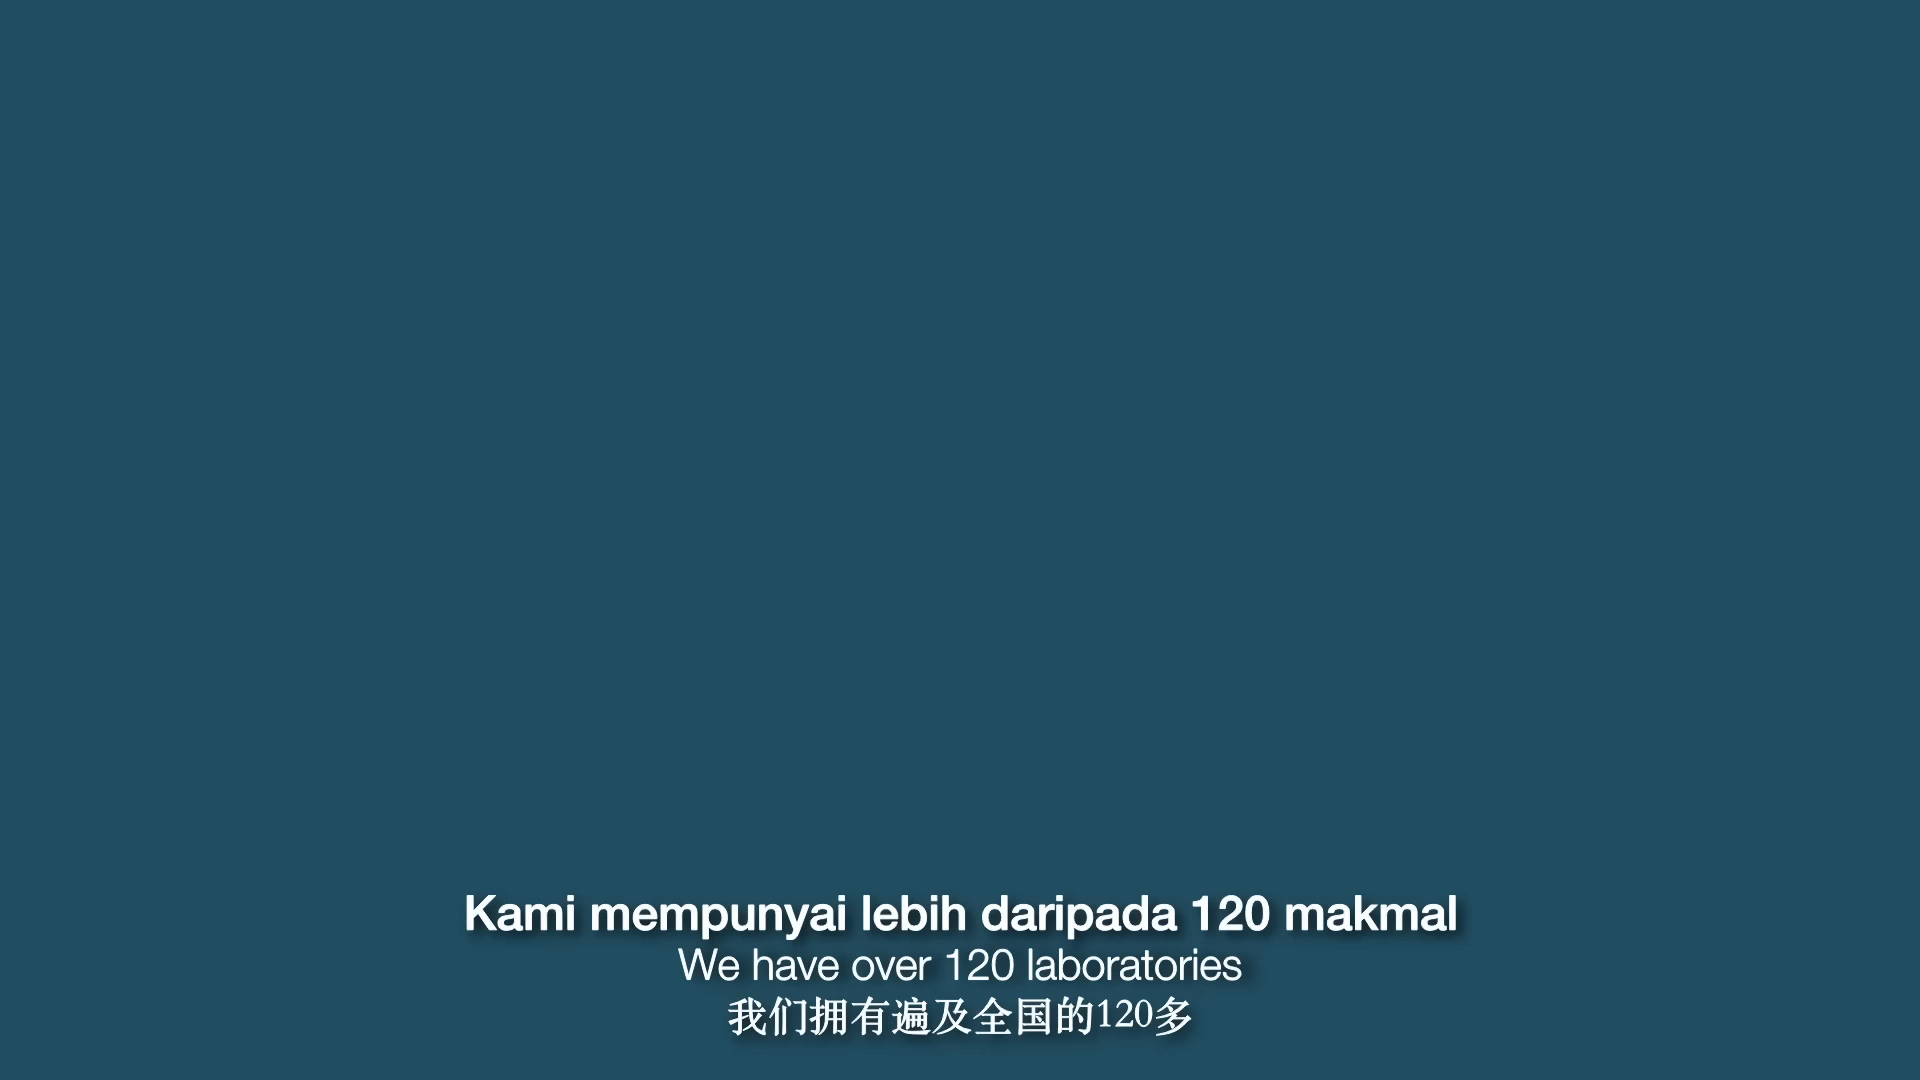 Kami mempunyai lebih daripada 120 makmal
We have over 120 laboratories
我们拥有遍及全国的120多